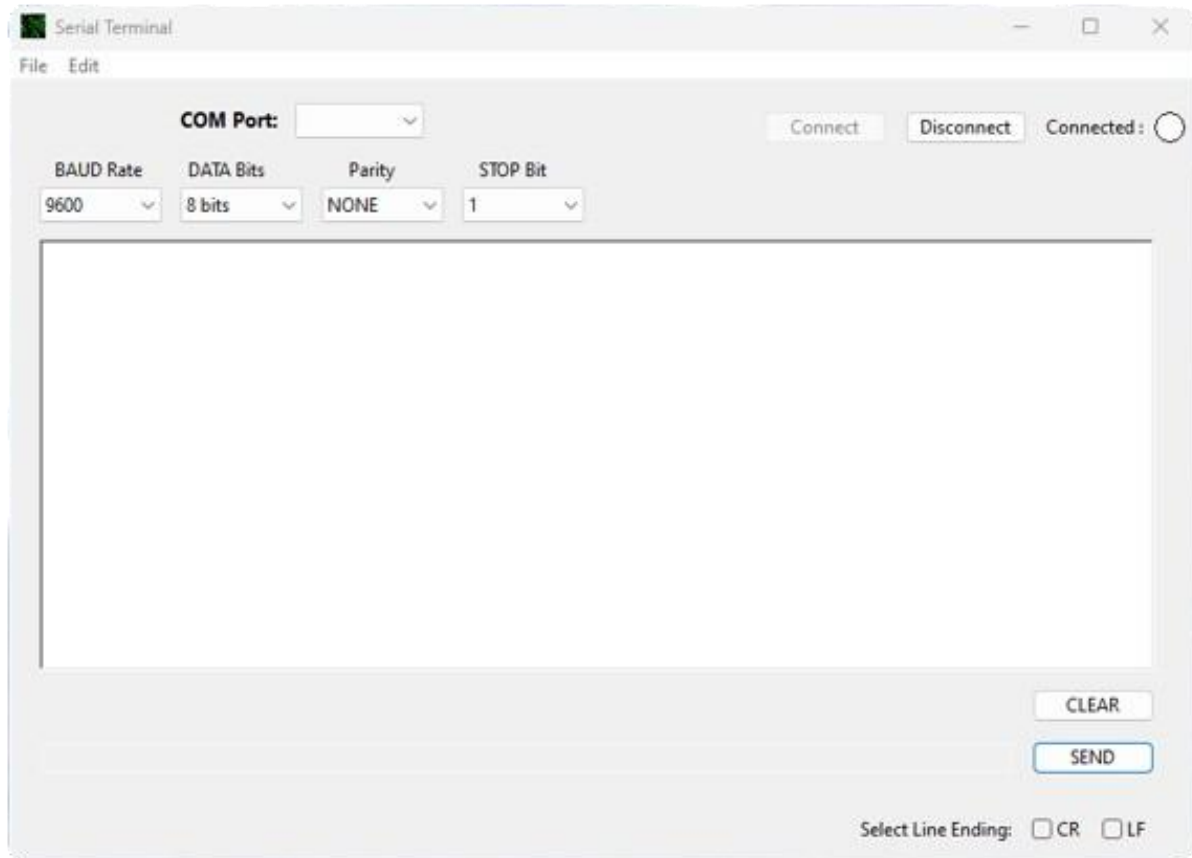 Serial Terminal
File Edit
COM Port:
Connect Disconnect Connected :
BAUD Rate DATA Bits Parity STOP Bit
9600 8 bits NONE 1
CLEAR
SEND
Select Line Ending: CR LF